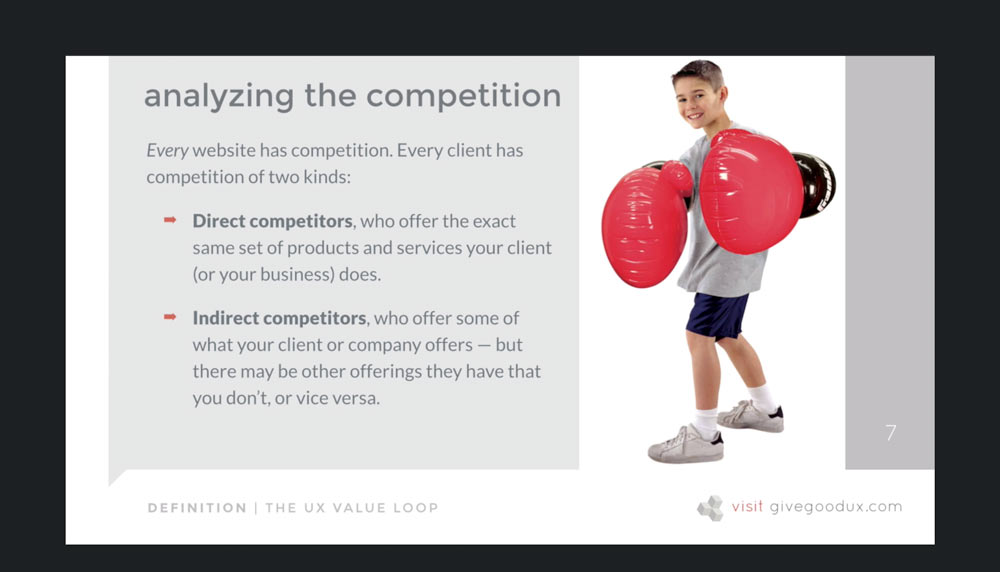 analyzing the competition
Every website has competition. Every client has
competition of two kinds:
Direct competitors, who offer the exact
same set of products and services your client
(or your business) does.
Indirect competitors, who offer some of
what your client or company offers — but
there may be other offerings they have that
you don’t, or vice versa.
7
DEFINITION | THE UX VALUE LOOP
visit givegoodux.com